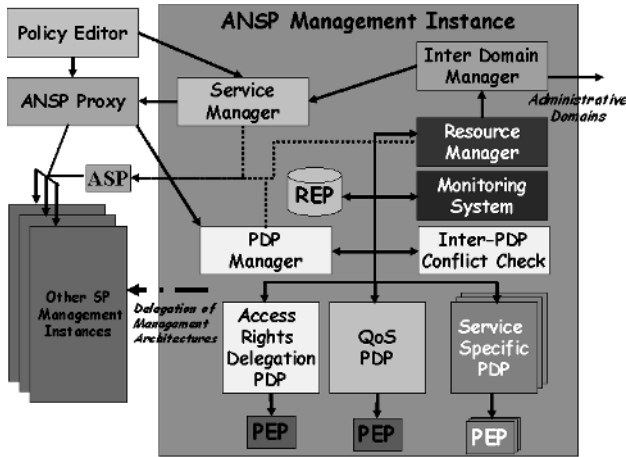 ANSP Management Instance
Policy Editor
Inter Domain
Manager
ANSP Proxy
Service
Manager
Administrative
Domains
Resource
Manager
ASP
REP
Monitoring
System
PDP
Manager
Inter-PDP
Conflict Check
Other SP
Management
Instances
Delegation of
Management
Architectures
Access
Rights
Delegation
PDP
QoS
PDP
Service
Specific
PDP
PEP
PEP
PEP